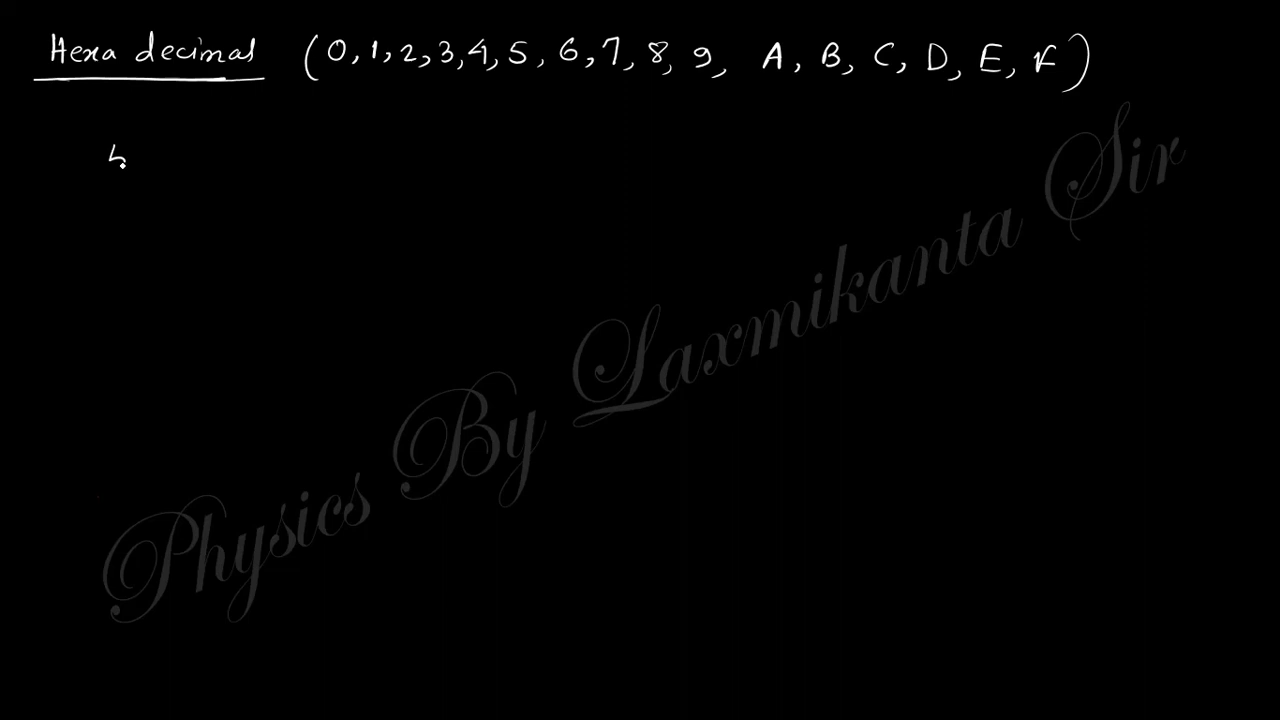 Hexa decimal (0, 1, 2, 3, 4, 5, 6, 7, 8, 9, A, B, C, D, E, F)
Physics By Laxmikanta Sir